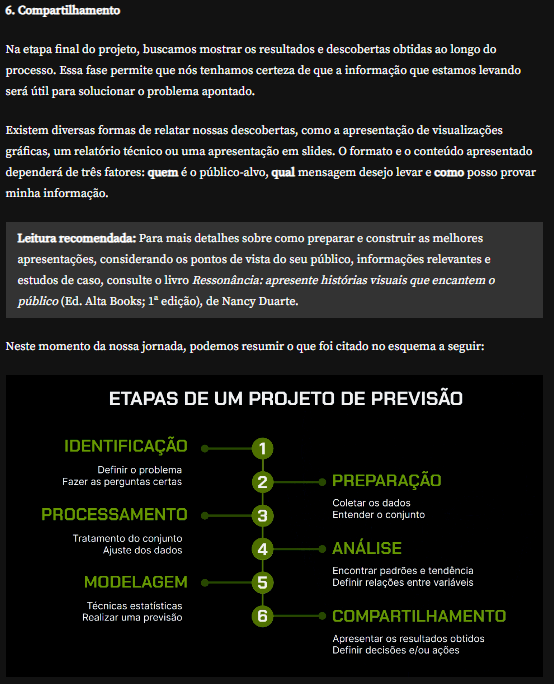 6. Compartilhamento
Na etapa final do projeto, buscamos mostrar os resultados e descobertas obtidas ao longo do
processo. Essa fase permite que nós tenhamos certeza de que a informação que estamos levando
será útil para solucionar o problema apontado.
Existem diversas formas de relatar nossas descobertas, como a apresentação de visualizações
gráficas, um relatório técnico ou uma apresentação em slides. O formato e o conteúdo apresentado
dependerá de três fatores: quem é o público-alvo, qual mensagem desejo levar e como posso provar
minha informação.
Leitura recomendada: Para mais detalhes sobre como preparar e construir as melhores
apresentações, considerando os pontos de vista do seu público, informações relevantes e
estudos de caso, consulte o livro Ressonância: apresente histórias visuais que encantem o
público (Ed. Alta Books; 1ª edição), de Nancy Duarte.
Neste momento da nossa jornada, podemos resumir o que foi citado no esquema a seguir:
ETAPAS DE UM PROJETO DE PREVISÃO
IDENTIFICAÇÃO
1
Definir o problema
Fazer as perguntas certas
2
PREPARAÇÃO
Coletar os dados
Entender o conjunto
PROCESSAMENTO
3
Tratamento do conjunto
Ajuste dos dados
4
ANÁLISE
Encontrar padrões e tendência
Definir relações entre variáveis
MODELAGEM
5
Técnicas estatísticas
Realizar uma previsão
6
COMPARTILHAMENTO
Apresentar os resultados obtidos
Definir decisões e/ou ações